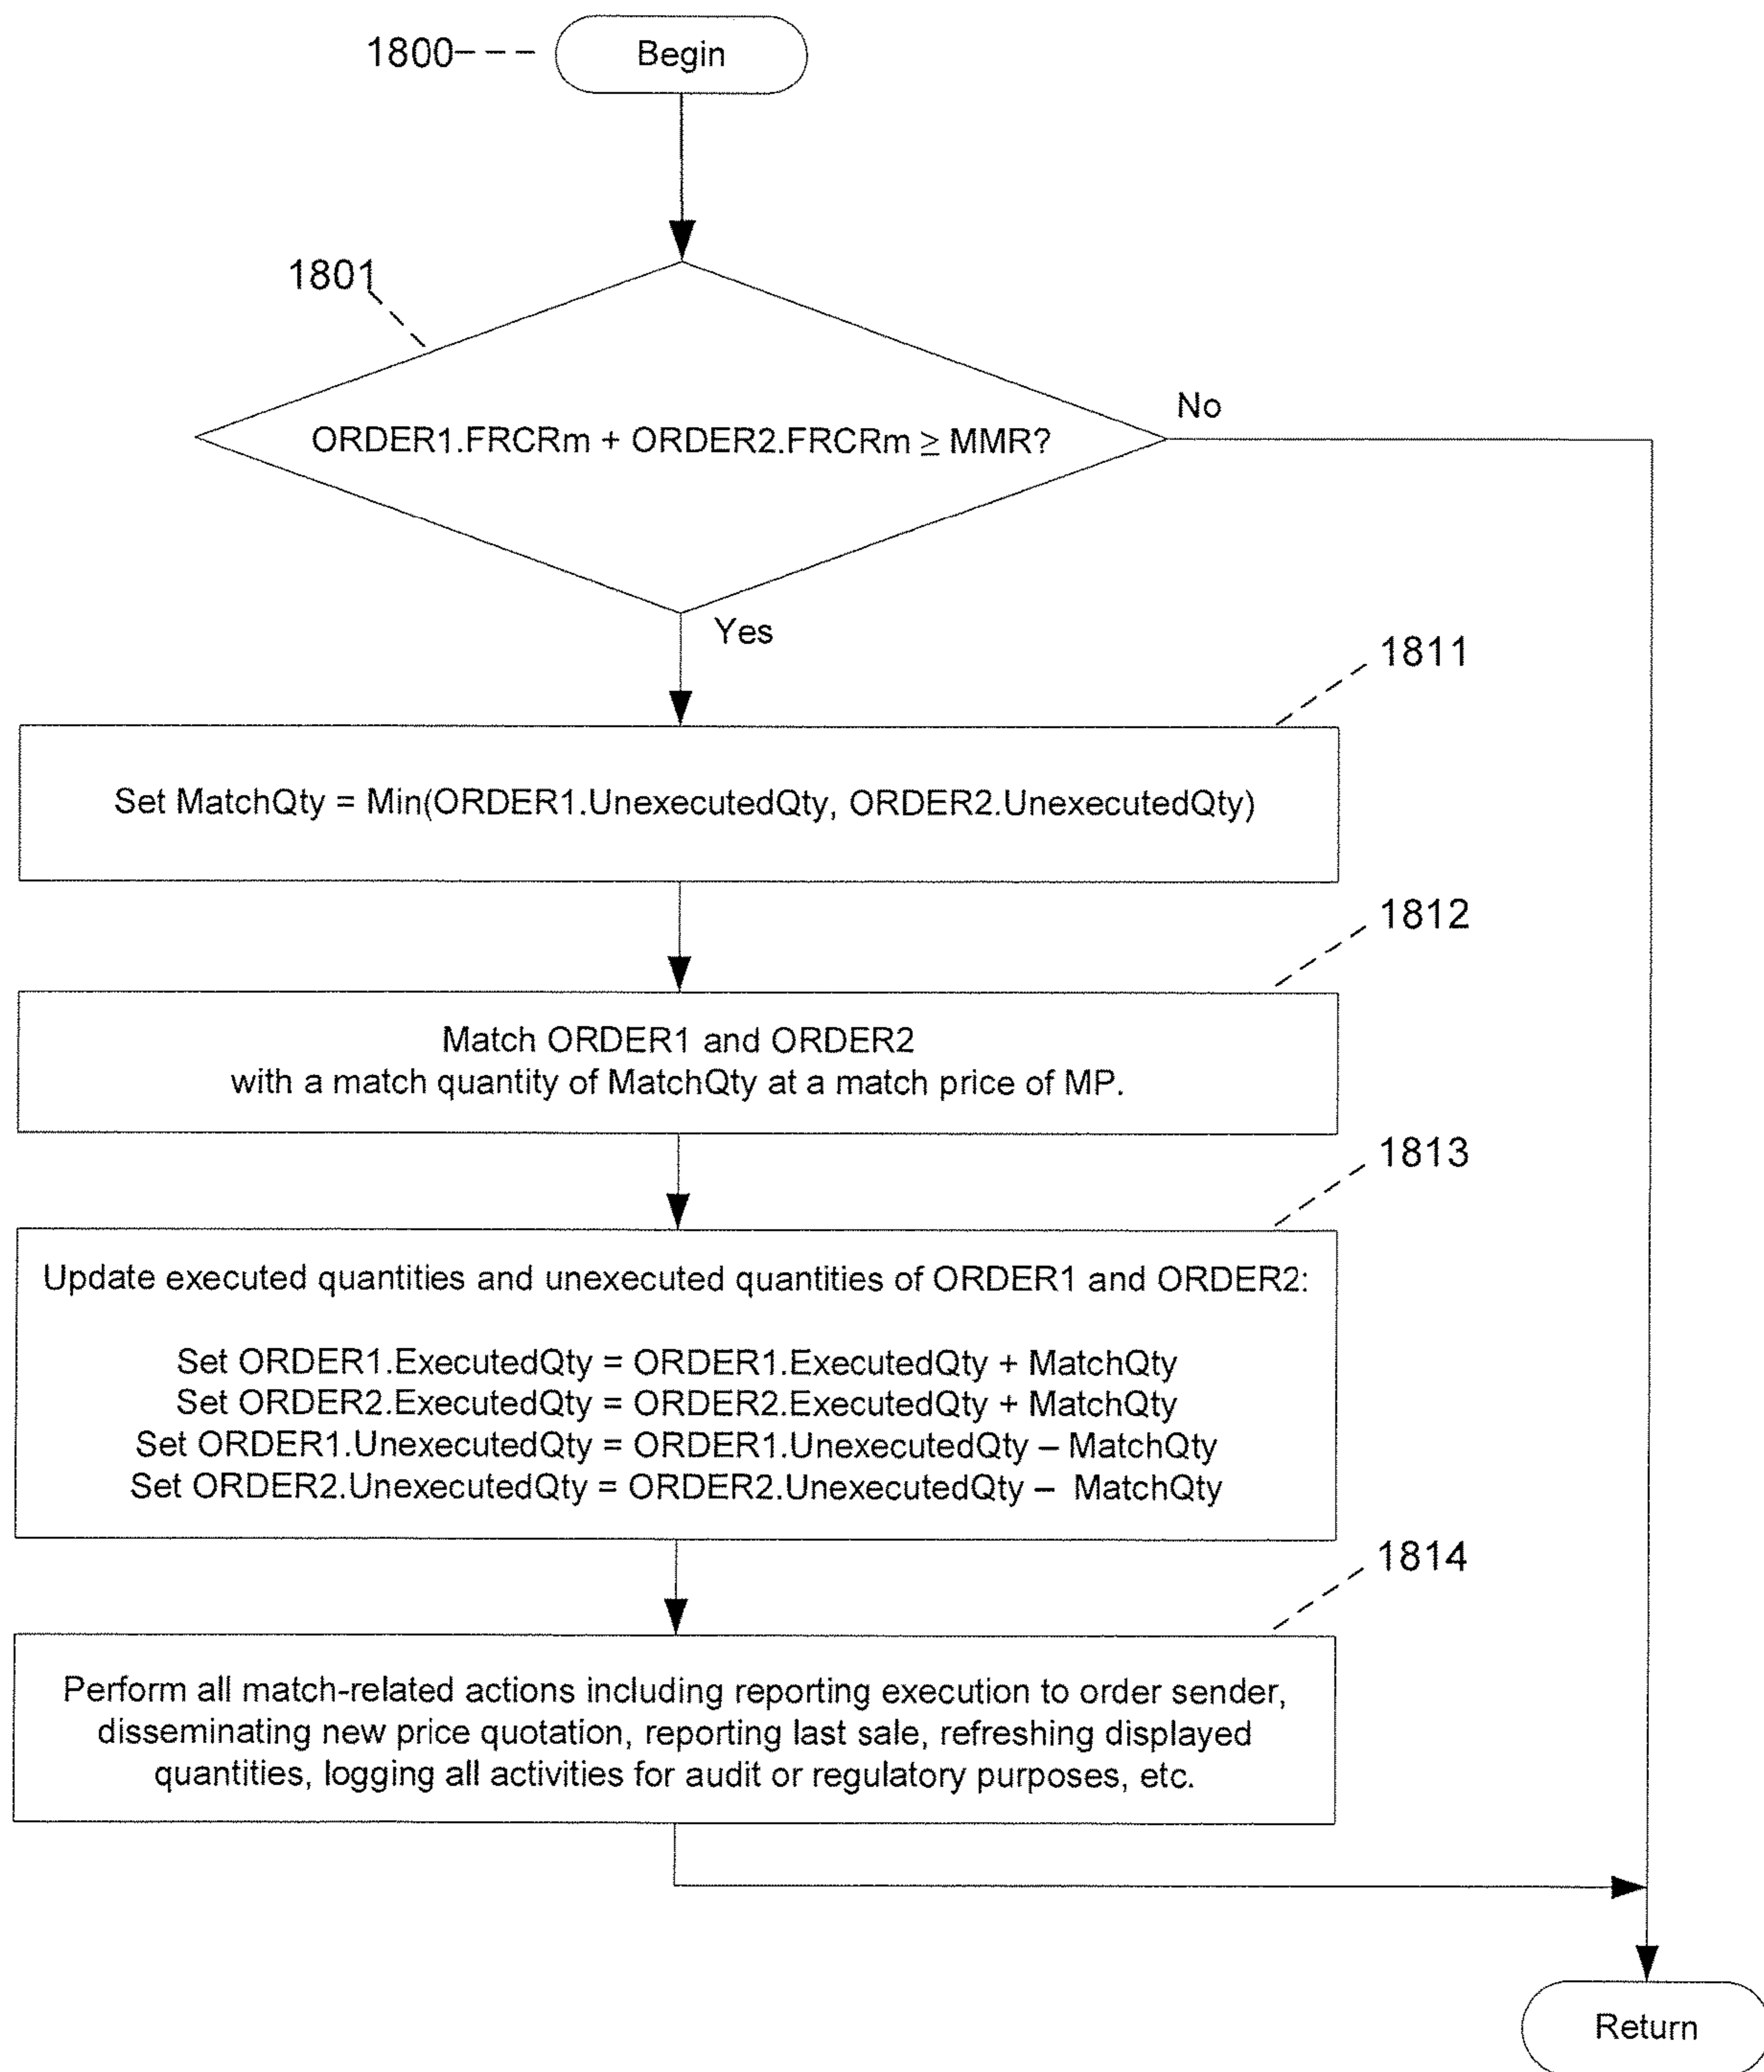 1800
Begin
1801
ORDER1.FRCRm + ORDER2.FRCRm ≥ MMR?
No
Yes
1811
Set MatchQty = Min(ORDER1.UnexecutedQty, ORDER2.UnexecutedQty)
1812
Match ORDER1 and ORDER2
with a match quantity of MatchQty at a match price of MP.
1813
Update executed quantities and unexecuted quantities of ORDER1 and ORDER2:
Set ORDER1.ExecutedQty = ORDER1.ExecutedQty + MatchQty
Set ORDER2.ExecutedQty = ORDER2.ExecutedQty + MatchQty
Set ORDER1.UnexecutedQty = ORDER1.UnexecutedQty – MatchQty
Set ORDER2.UnexecutedQty = ORDER2.UnexecutedQty – MatchQty
1814
Perform all match-related actions including reporting execution to order sender,
disseminating new price quotation, reporting last sale, refreshing displayed
quantities, logging all activities for audit or regulatory purposes, etc.
Return